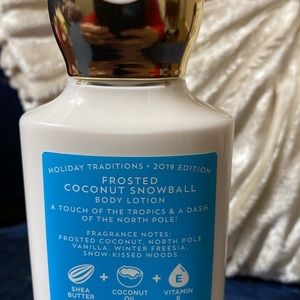 HOLIDAY TRADITIONS • 2019 EDITION
FROSTED
COCONUT SNOWBALL
BODY LOTION
A TOUCH OF THE TROPICS & A DASH
OF THE NORTH POLE!
FRAGRANCE NOTES:
FROSTED COCONUT, NORTH POLE
VANILLA, WINTER FREESIA,
SNOW-KISSED WOODS
+ + E
SHEA COCONUT VITAMIN
BUTTER OIL E